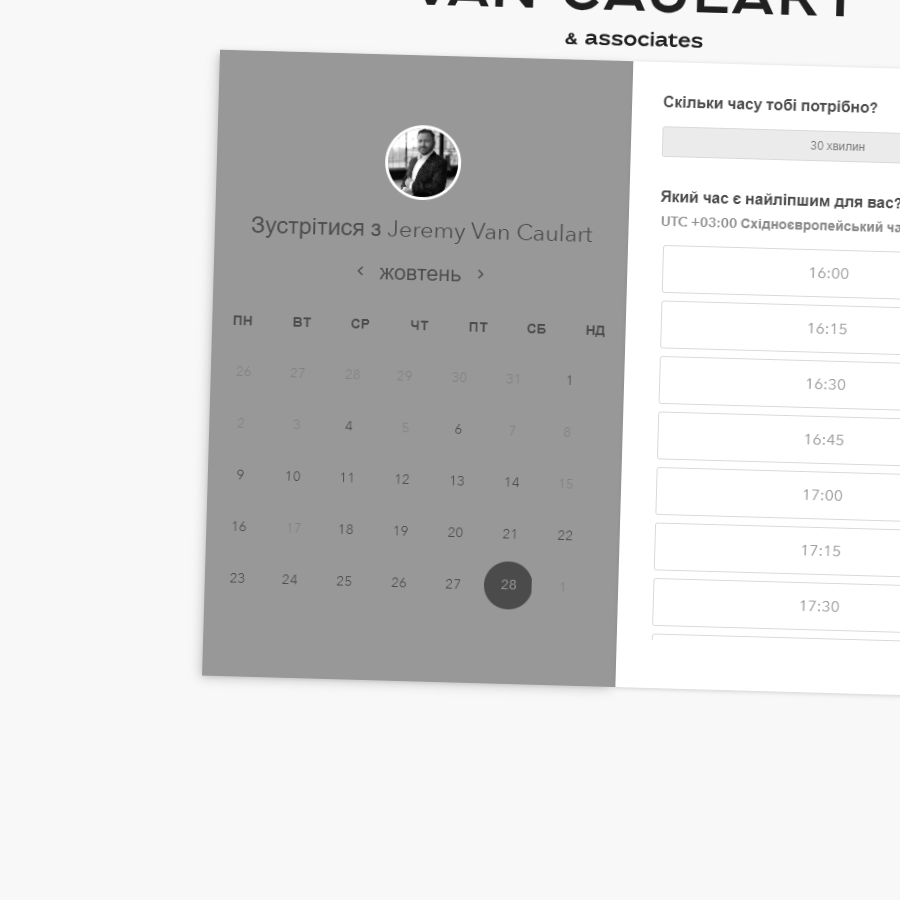 VAN CAULART
& associates
Зустрітися з Jeremy Van Caulart
жовтень
ПН ВТ СР ЧТ ПТ СБ НД
26 27 28 29 30 31 1
2 3 4 5 6 7 8
9 10 11 12 13 14 15
16 17 18 19 20 21 22
23 24 25 26 27 28 1
Скільки часу тобі потрібно?
30 хвилин
Який час є найліпшим для вас?
UTC +03:00 Східноєвропейський ча
16:00
16:15
16:30
16:45
17:00
17:15
17:30